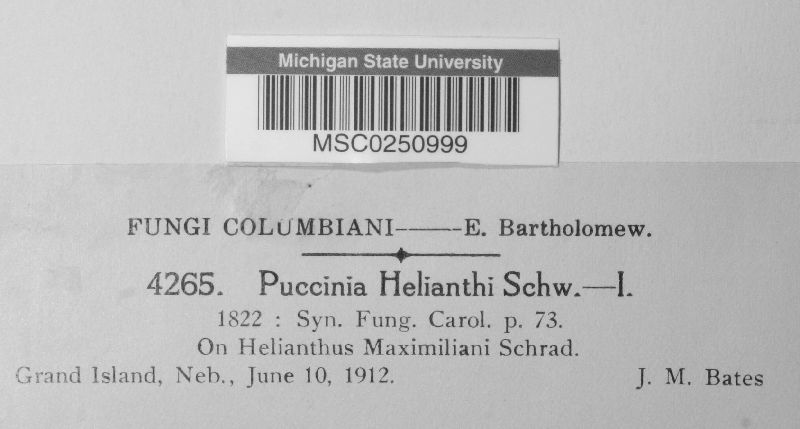 Michigan State University
MSC0250999
FUNGI COLUMBIANI——E. Bartholomew.
4265. Puccinia Helianthi Schw.—I.
1822 : Syn. Fung. Carol. p. 73.
On Helianthus Maximiliani Schrad.
Grand Island, Neb., June 10, 1912. J. M. Bates